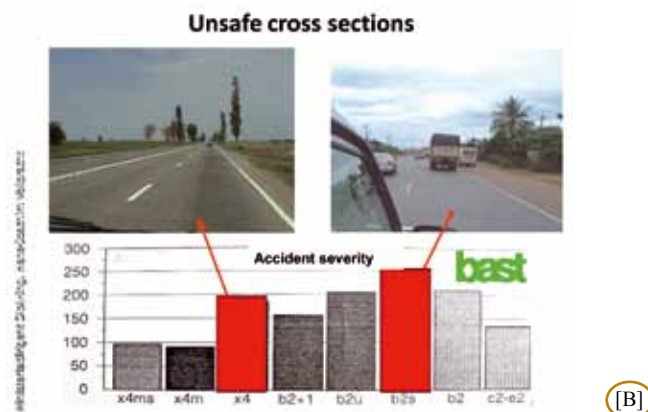 Unsafe cross sections
Accident severity
bast
300
250
200
150
100
50
0
x4ms
x4m
x4
b2+1
b2u
b2s
b2
c2-e2
[B]